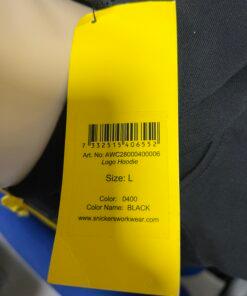 7 332515 406552
Art. No: AWC28000400006
Logo Hoodie
Size: L
Color: 0400
Color Name: BLACK
www.snickersworkwear.com